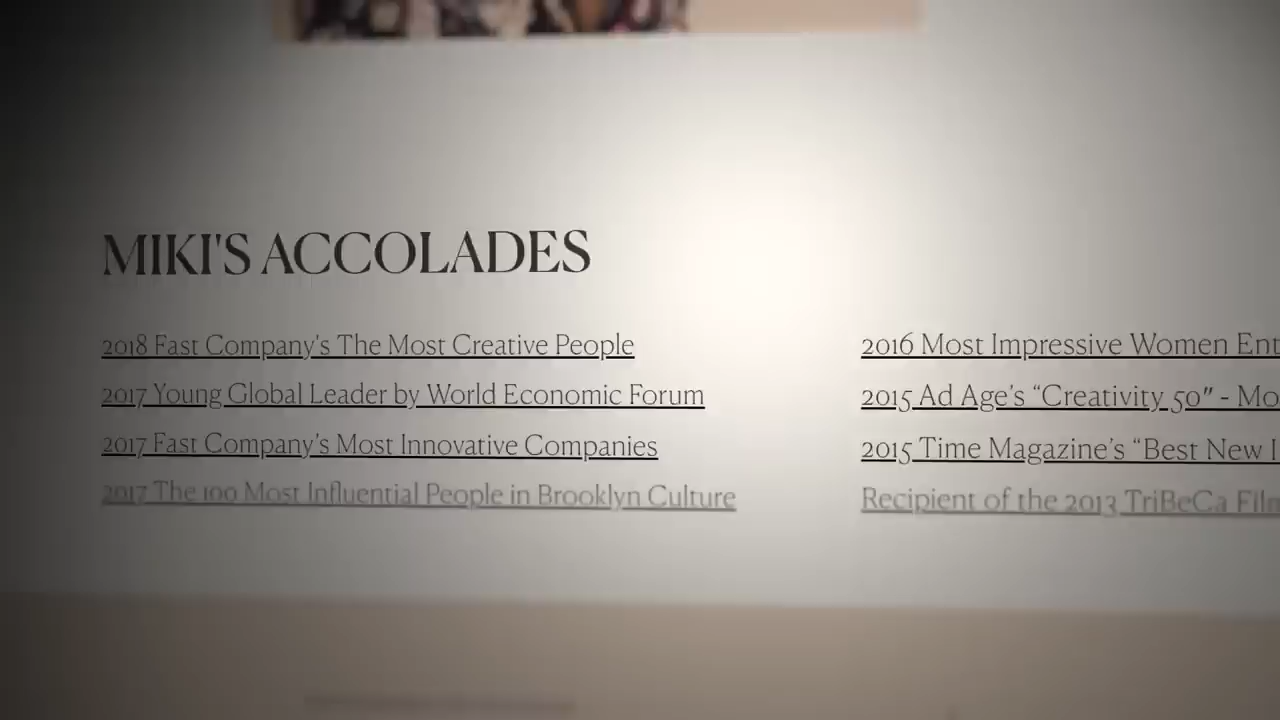 MIKI'S ACCOLADES
2018 Fast Company's The Most Creative People
2017 Young Global Leader by World Economic Forum
2017 Fast Company's Most Innovative Companies
2017 The 100 Most Influential People in Brooklyn Culture
2016 Most Impressive Women
2015 Ad Age's “Creativity 50" -
2015 Time Magazine's “Best New
Recipient of the 2013 TriBeCa